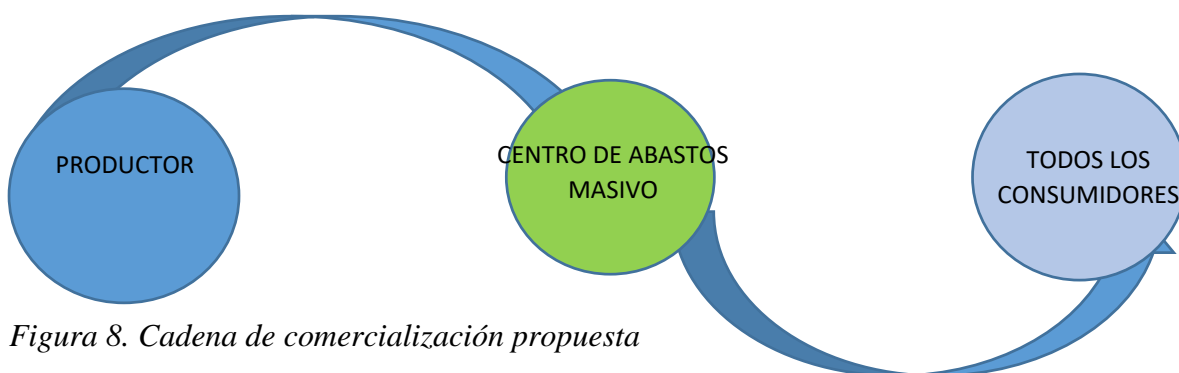 PRODUCTOR
CENTRO DE ABASTOS
MASIVO
TODOS LOS
CONSUMIDORES
Figura 8. Cadena de comercialización propuesta